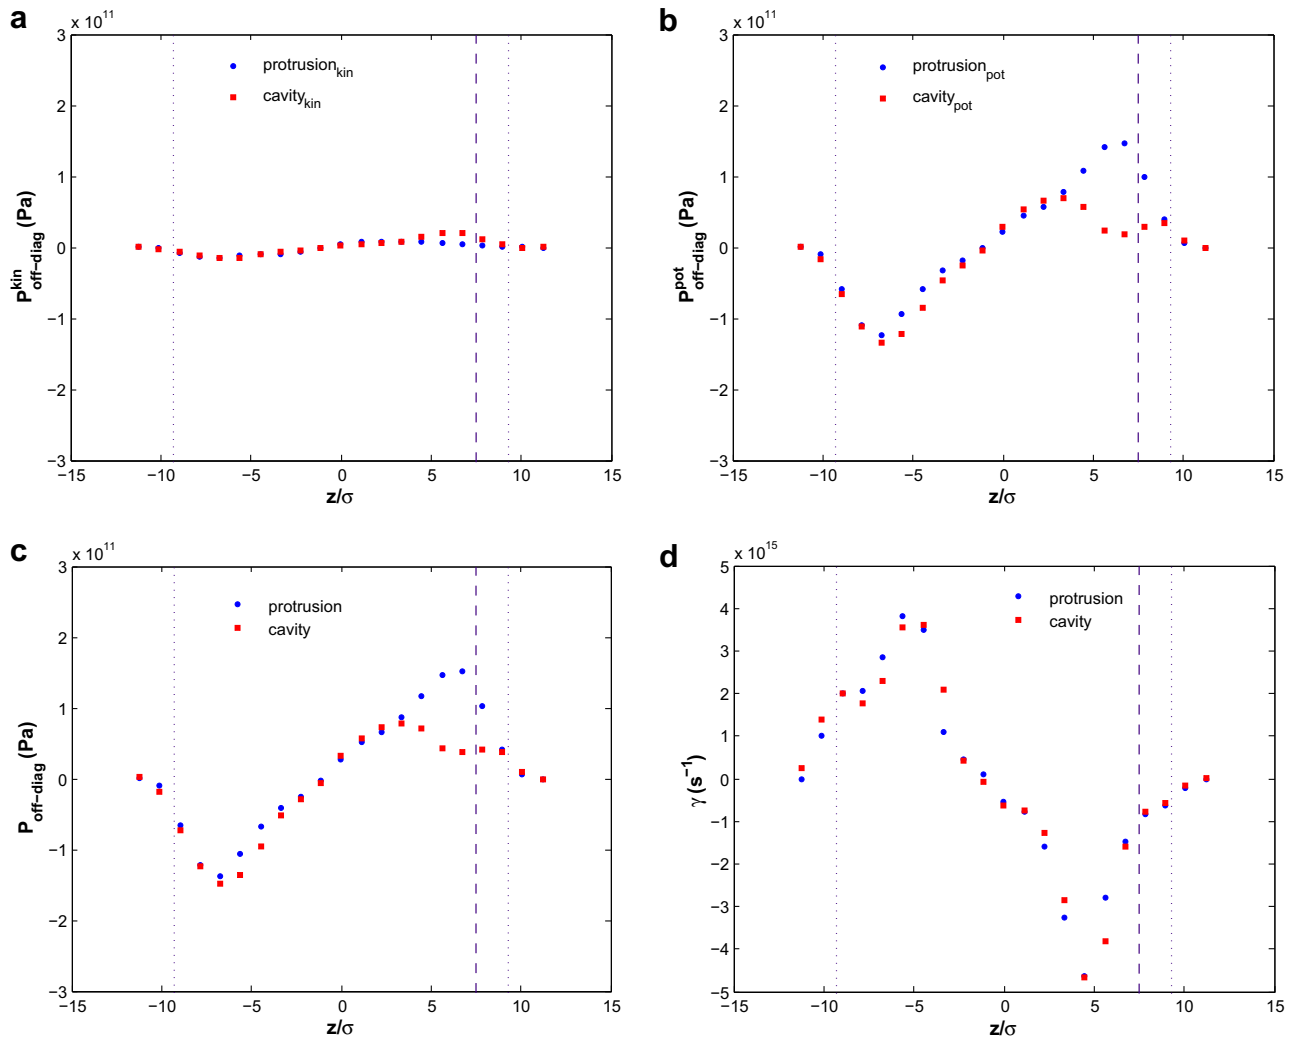 a
x 10^11
3
2
1
0
−1
−2
−3
−15
−10
−5
0
5
10
15
z/σ
P^kin_off−diag (Pa)
protrusion_kin
cavity_kin
b
x 10^11
3
2
1
0
−1
−2
−3
−15
−10
−5
0
5
10
15
z/σ
P^pot_off−diag (Pa)
protrusion_pot
cavity_pot
c
x 10^11
3
2
1
0
−1
−2
−3
−15
−10
−5
0
5
10
15
z/σ
P_off−diag (Pa)
protrusion
cavity
d
x 10^15
5
4
3
2
1
0
−1
−2
−3
−4
−5
−15
−10
−5
0
5
10
15
z/σ
γ (s^−1)
protrusion
cavity